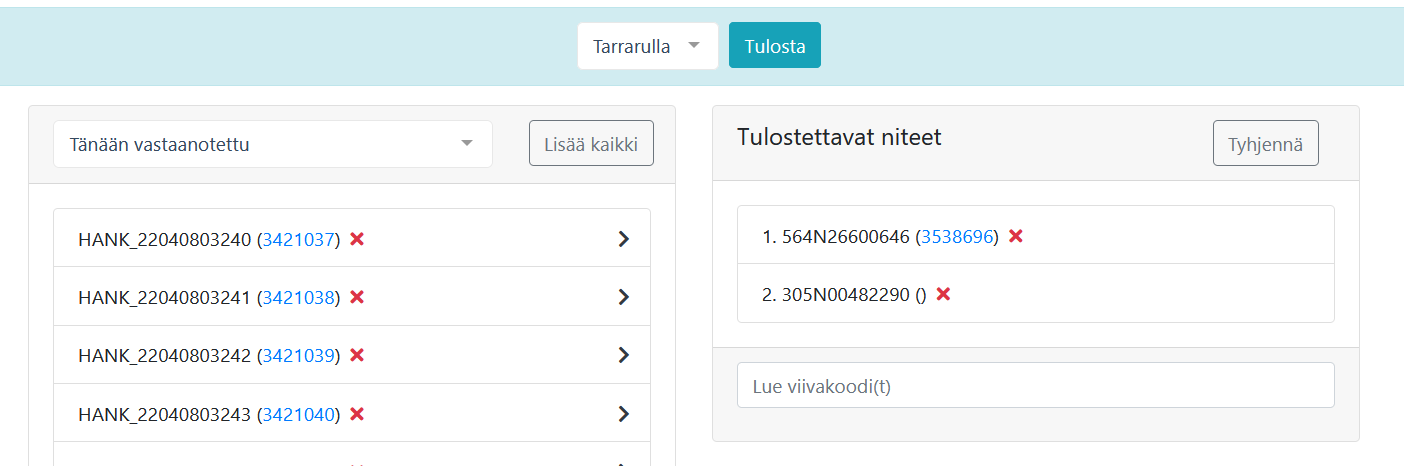 Tarrarulla Tulosta
Tänään vastaanotettu Lisää kaikki
HANK_22040803240 (3421037)
HANK_22040803241 (3421038)
HANK_22040803242 (3421039)
HANK_22040803243 (3421040)
Tulostettavat niteet Tyhjennä
1. 564N26600646 (3538696)
2. 305N00482290 ()
Lue viivakoodi(t)